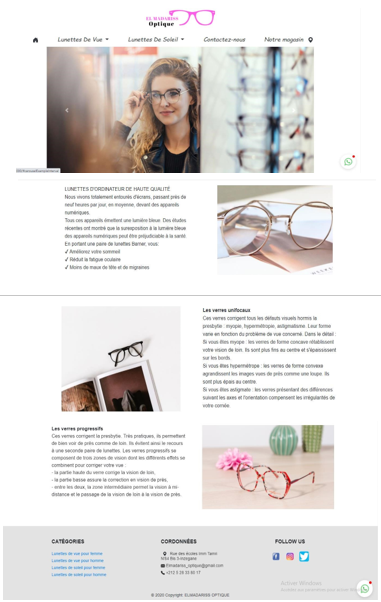 ELMADARISS
Optique
Lunettes De Vue
Lunettes De Soleil
Contactez-nous
Notre magasin
LUNETTES D'ORDINATEUR DE HAUTE QUALITÉ
Nous vivons totalement entourés d'écrans, passant près de
neuf heures par jour, en moyenne, devant des appareils
numériques.
Tous ces appareils émettent une lumière bleue. Des études
récentes ont montré que la surexposition à la lumière bleue
des appareils numériques peut être préjudiciable à la santé
En portant une paire de lunettes Barrier, vous:
✓ Améliorez votre sommeil
✓ Réduit la fatigue oculaire
✓ Moins de maux de tête et de migraines
Les verres unifocaux
Ces verres corrigent tous les défauts visuels hormis la
presbytie : myopie, hypermétropie, astigmatisme. Leur forme
varie en fonction du problème de vue concerné. Dans le détail :
Si vous êtes myope : les verres de forme concave rétablissent
votre vision de loin. Ils sont plus fins au centre et s'épaississent
sur les bords.
Si vous êtes hypermétrope : les verres de forme convexe
agrandissent les images vues de près comme une loupe. Ils
sont plus épais au centre.
Si vous êtes astigmate : les verres présentant des différences
suivant les axes et l'orientation compensent les irrégularités de
votre cornée.
Les verres progressifs
Ces verres corrigent la presbytie. Très pratiques, ils permettent
de bien voir de près comme de loin. Ils évitent ainsi le recours
à une seconde paire de lunettes. Les verres progressifs se
composent de trois zones de vision dont les différents effets se
combinent pour corriger votre vue :
- la partie haute du verre corrige la vision de loin,
- la partie basse assure la correction en vision de près,
- entre les deux, la zone intermédiaire permet la vision à mi-
distance et le passage de la vision de loin à la vision de près.
CATÉGORIES
Lunettes de vue pour femme
Lunettes de vue pour homme
Lunettes de soleil pour femme
Lunettes de soleil pour homme
COORDONNÉES
Rue des écoles Imm Tamri
Elmadariss_optique@gmail.com
+212 5 28 33 80 17
FOLLOW US
Activer Windows
© 2020 Copyright: ELMADARISS OPTIQUE